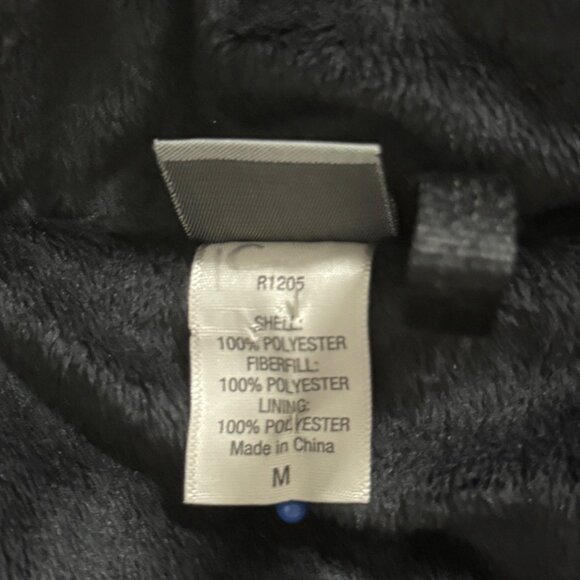 R1205
SHELL:
100% POLYESTER
FIBERFILL:
100% POLYESTER
LINING:
100% POLYESTER
Made in China
M